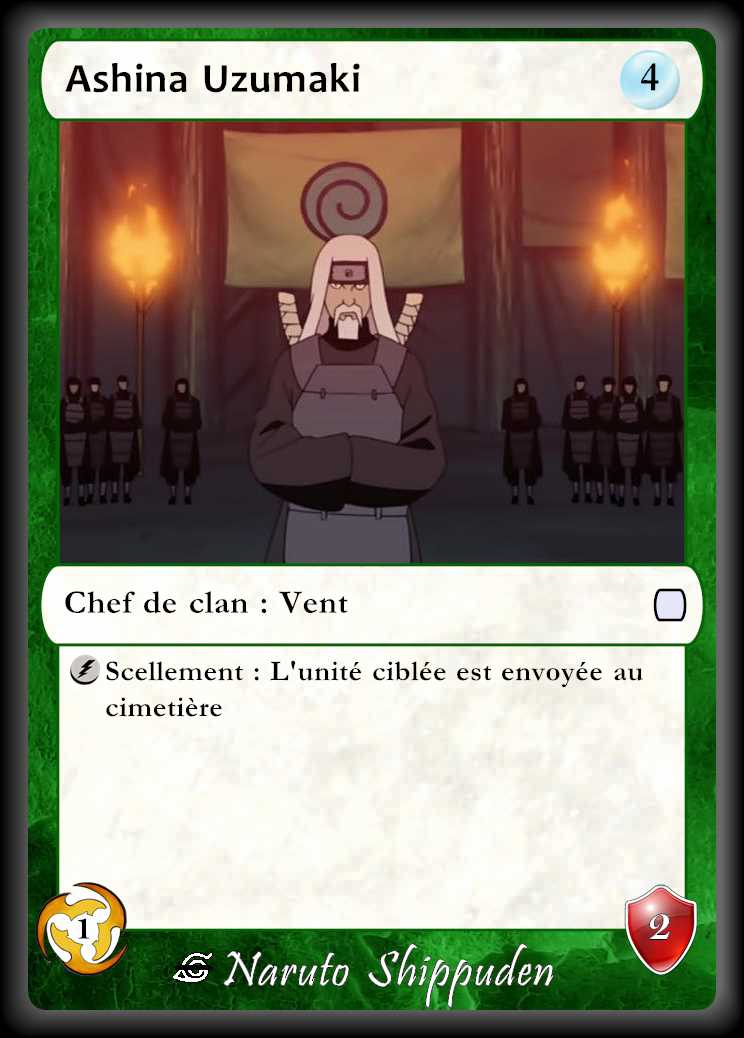 Ashina Uzumaki
4
Chef de clan : Vent
Scellement : L'unité ciblée est envoyée au
cimetière
1
2
Naruto Shippuden